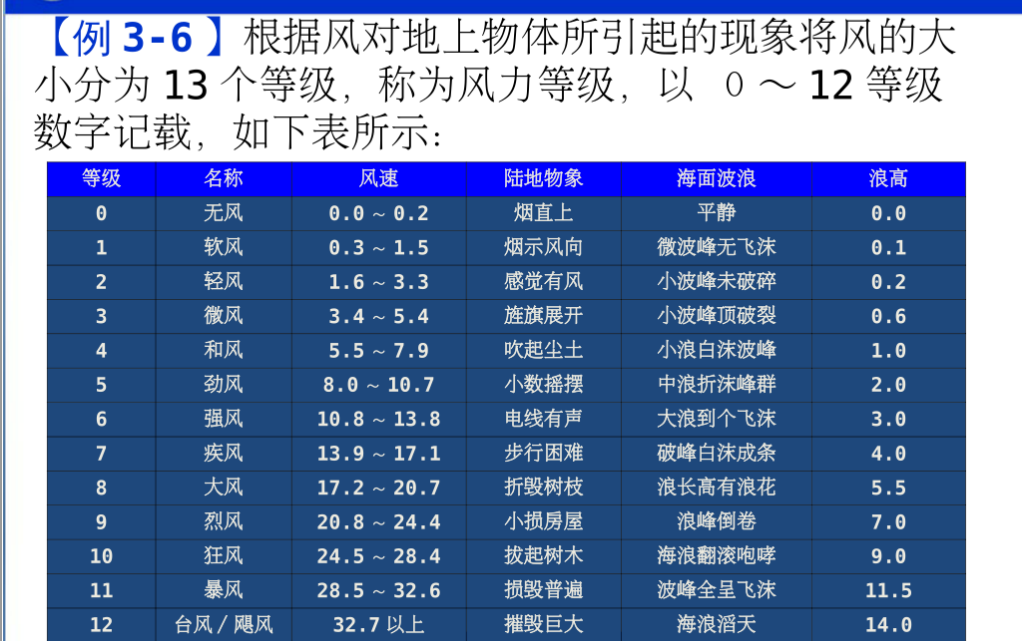 【例 3-6 】根据风对地上物体所引起的现象将风的大
小分为 13 个等级，称为风力等级，以 0 ～ 12 等级
数字记载，如下表所示：
等级 名称 风速 陆地物象 海面波浪 浪高
0 无风 0.0 ~ 0.2 烟直上 平静 0.0
1 软风 0.3 ~ 1.5 烟示风向 微波峰无飞沫 0.1
2 轻风 1.6 ~ 3.3 感觉有风 小波峰未破碎 0.2
3 微风 3.4 ~ 5.4 旌旗展开 小波峰顶破裂 0.6
4 和风 5.5 ~ 7.9 吹起尘土 小浪白沫波峰 1.0
5 劲风 8.0 ~ 10.7 小数摇摆 中浪折沫峰群 2.0
6 强风 10.8 ~ 13.8 电线有声 大浪到个飞沫 3.0
7 疾风 13.9 ~ 17.1 步行困难 破峰白沫成条 4.0
8 大风 17.2 ~ 20.7 折毁树枝 浪长高有浪花 5.5
9 烈风 20.8 ~ 24.4 小损房屋 浪峰倒卷 7.0
10 狂风 24.5 ~ 28.4 拔起树木 海浪翻滚咆哮 9.0
11 暴风 28.5 ~ 32.6 损毁普遍 波峰全呈飞沫 11.5
12 台风 / 飓风 32.7 以上 摧毁巨大 海浪滔天 14.0